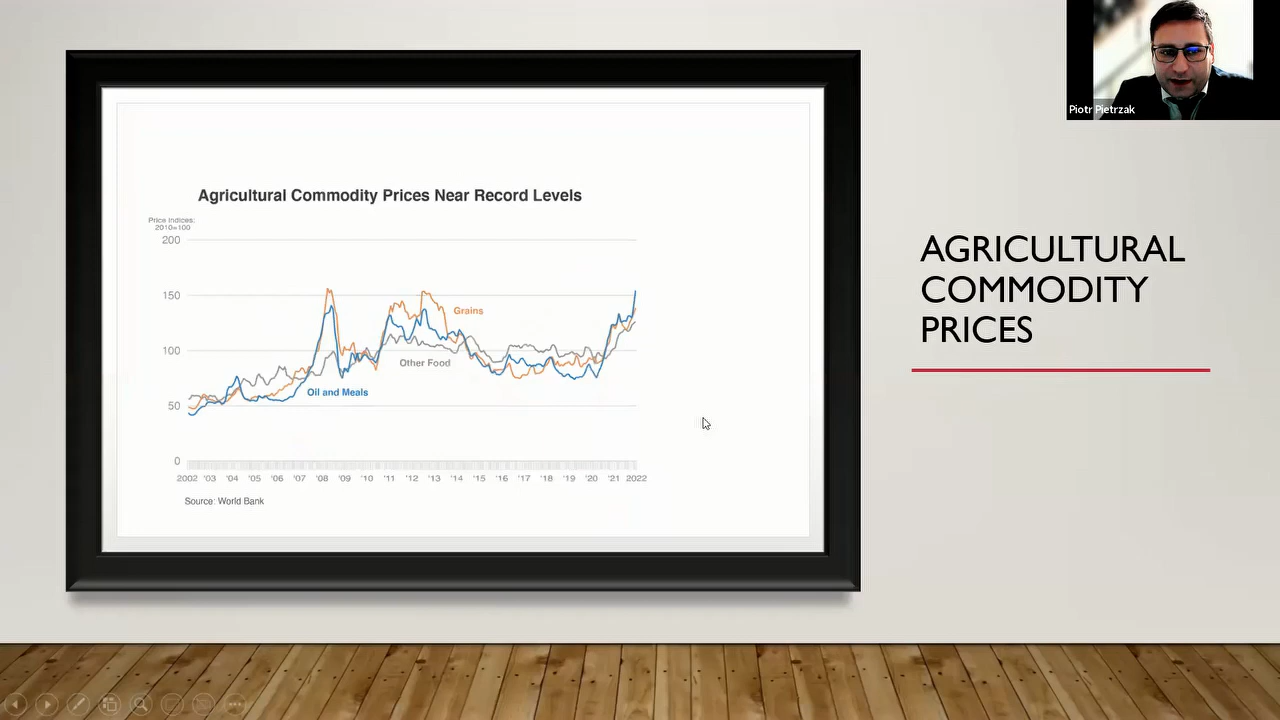 Piotr Pietrzak
Agricultural Commodity Prices Near Record Levels
Price Indices:
2010=100
200
150
100
50
0
Grains
Other Food
Oil and Meals
2002 '03 '04 '05 '06 '07 '08 '09 '10 '11 '12 '13 '14 '15 '16 '17 '18 '19 '20 '21 2022
Source: World Bank
AGRICULTURAL
COMMODITY
PRICES